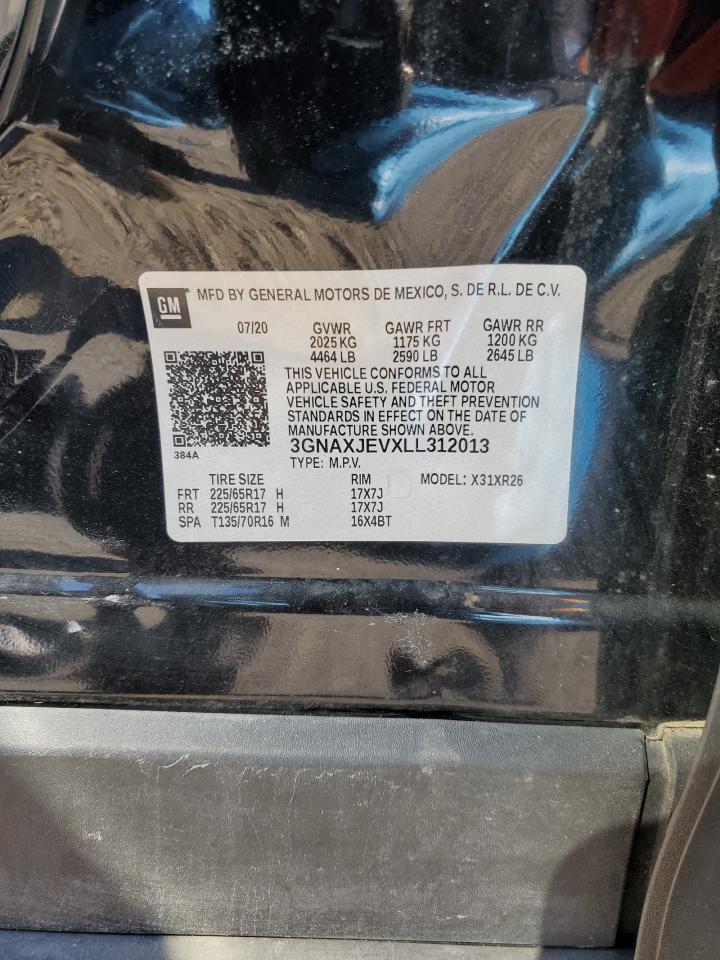 GM MFD BY GENERAL MOTORS DE MEXICO, S. DE R.L. DE C.V.
07/20 GVWR GAWR FRT GAWR RR
2025 KG 1175 KG 1200 KG
4464 LB 2590 LB 2645 LB
THIS VEHICLE CONFORMS TO ALL
APPLICABLE U.S. FEDERAL MOTOR
VEHICLE SAFETY AND THEFT PREVENTION
STANDARDS IN EFFECT ON THE DATE OF
MANUFACTURE SHOWN ABOVE.
384A
3GNAXJEVXLL312013
TYPE: M.P.V.
TIRE SIZE RIM MODEL: X31XR26
FRT 225/65R17 H 17X7J
RR 225/65R17 H 17X7J
SPA T135/70R16 M 16X4BT